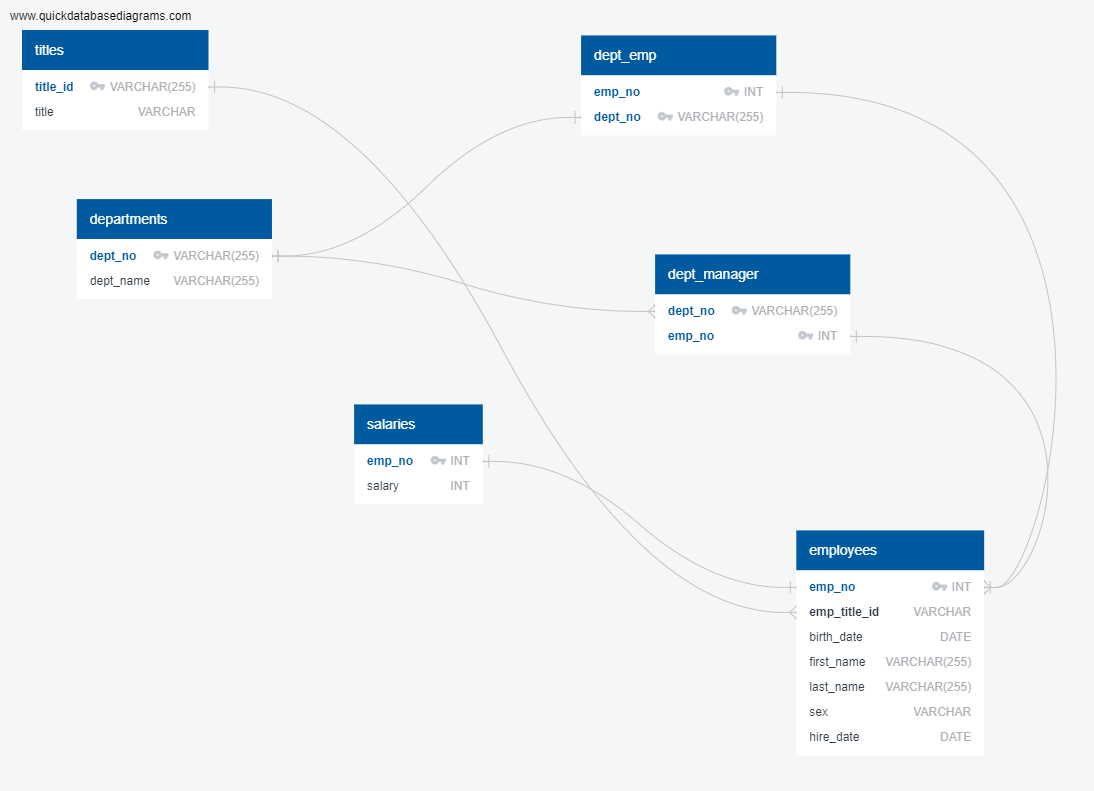 www.quickdatabasediagrams.com
titles
title_id VARCHAR(255)
title VARCHAR
dept_emp
emp_no INT
dept_no VARCHAR(255)
departments
dept_no VARCHAR(255)
dept_name VARCHAR(255)
dept_manager
dept_no VARCHAR(255)
emp_no INT
salaries
emp_no INT
salary INT
employees
emp_no INT
emp_title_id VARCHAR
birth_date DATE
first_name VARCHAR(255)
last_name VARCHAR(255)
sex VARCHAR
hire_date DATE